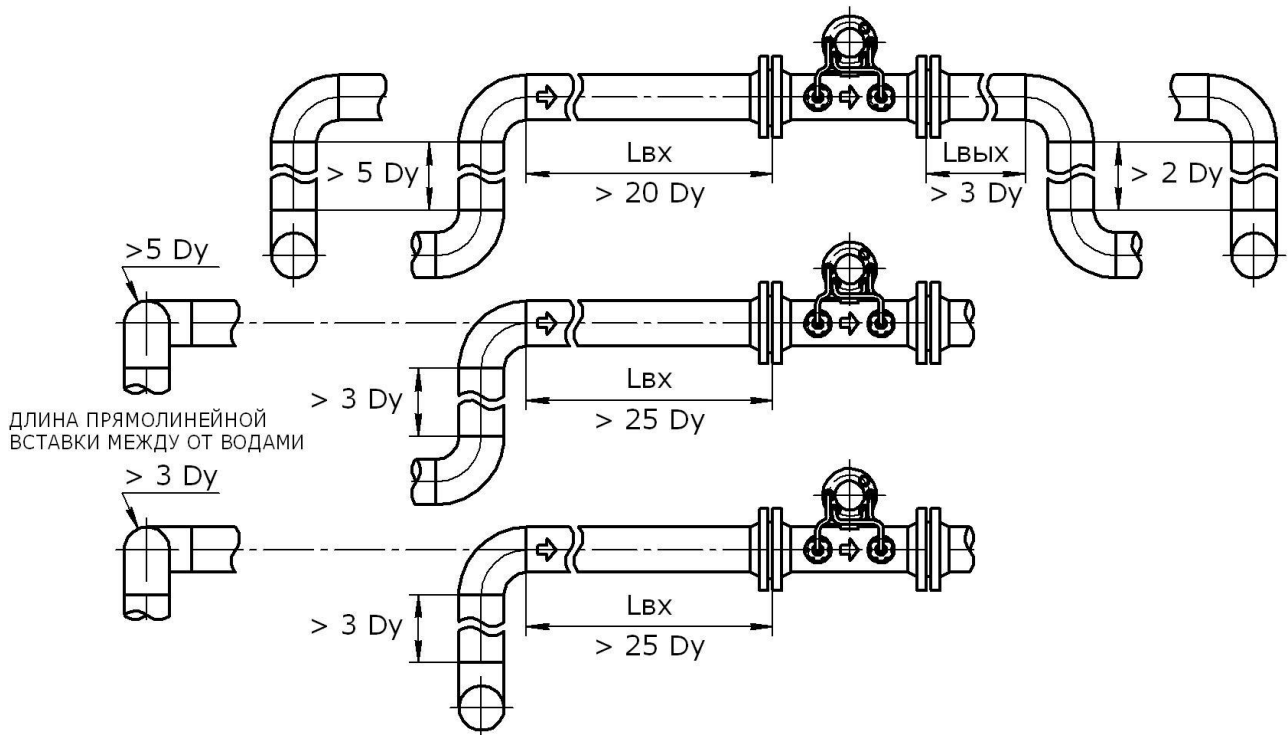 > 5 Dy
Lвх
> 20 Dy
Lвых
> 3 Dy
> 2 Dy
>5 Dy
> 3 Dy
Lвх
> 25 Dy
ДЛИНА ПРЯМОЛИНЕЙНОЙ
ВСТАВКИ МЕЖДУ ОТ ВОДАМИ
> 3 Dy
> 3 Dy
Lвх
> 25 Dy